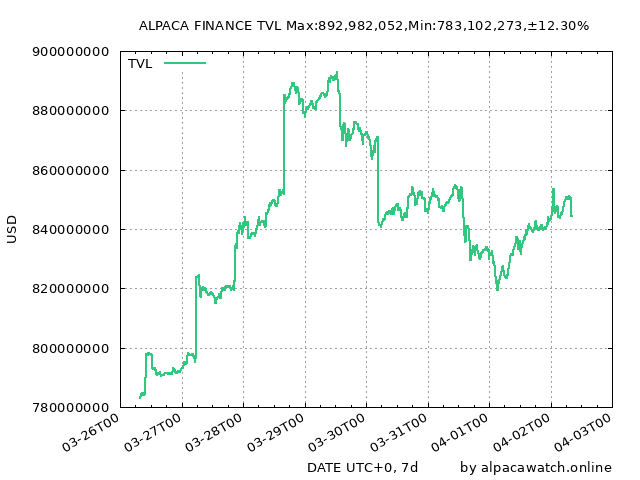 ALPACA FINANCE TVL Max:892,982,052,Min:783,102,273,±12.30%
TVL
900000000
880000000
860000000
840000000
820000000
800000000
780000000
USD
03-26T00
03-27T00
03-28T00
03-29T00
03-30T00
03-31T00
04-01T00
04-02T00
04-03T00
DATE UTC+0, 7d
by alpacawatch.online